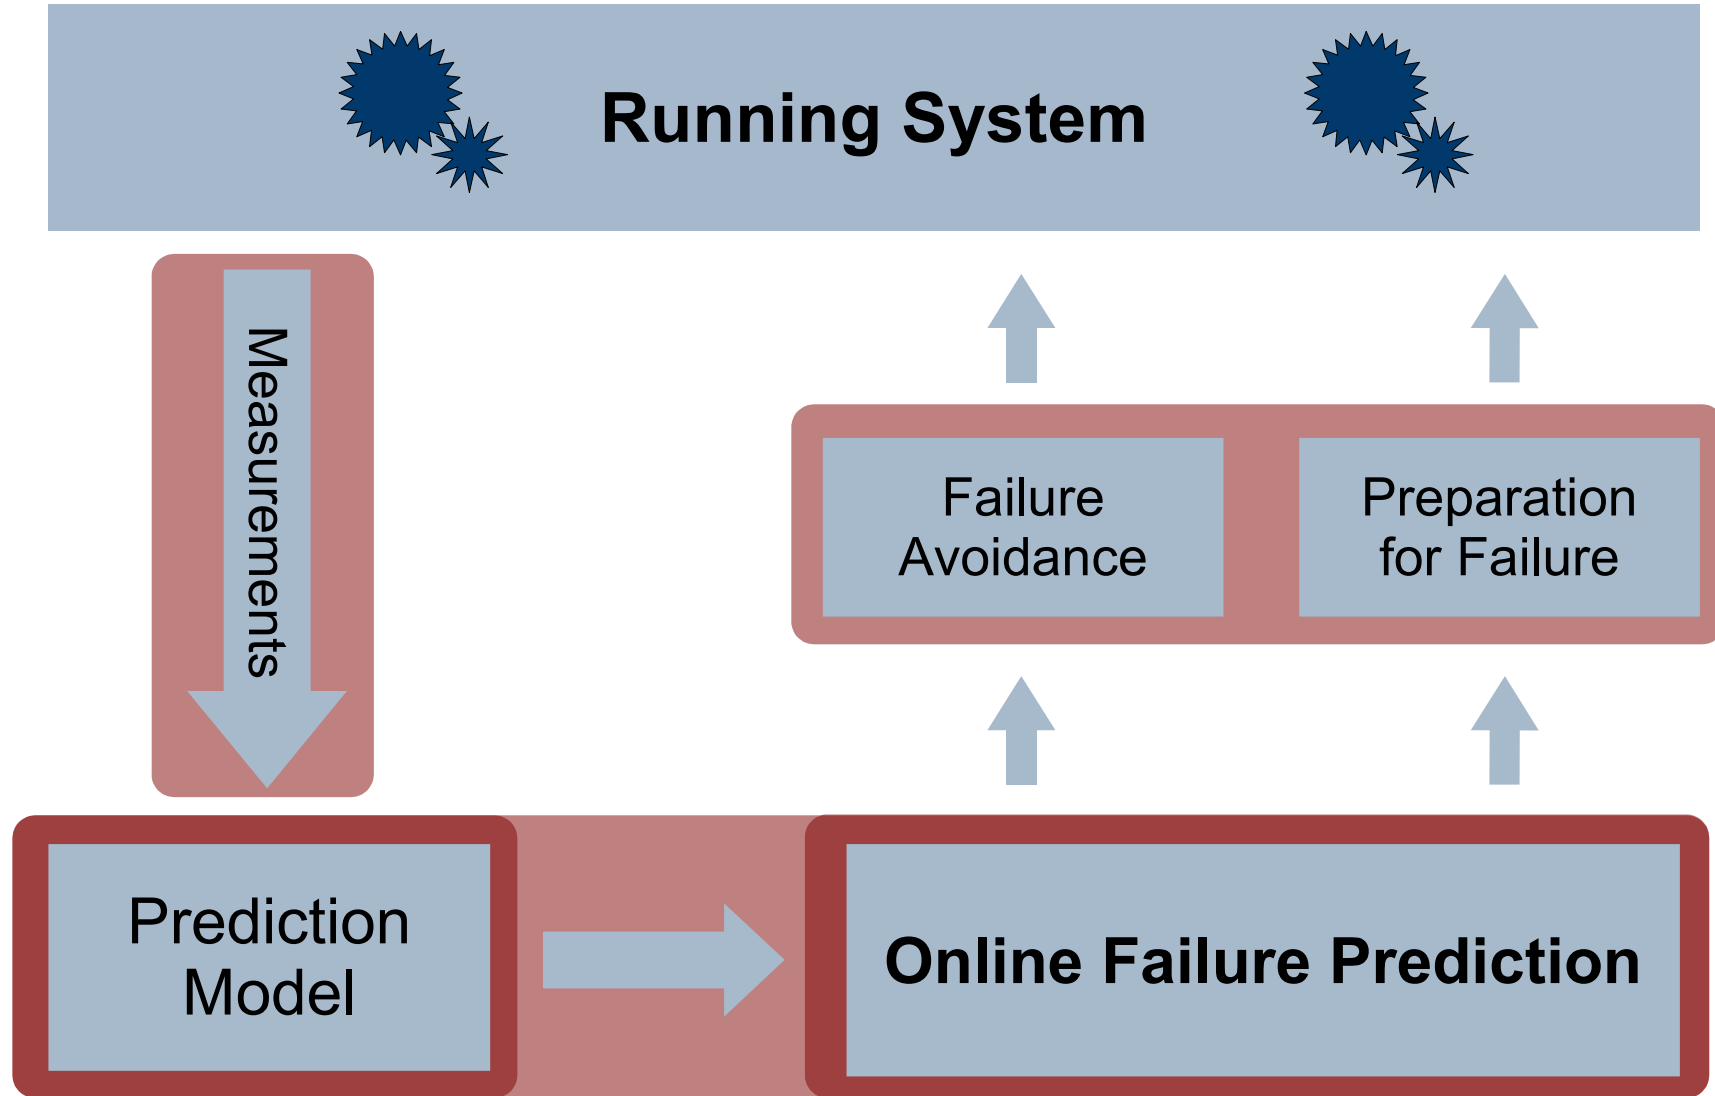 Running System
Measurements
Failure
Avoidance
Preparation
for Failure
Prediction
Model
Online Failure Prediction